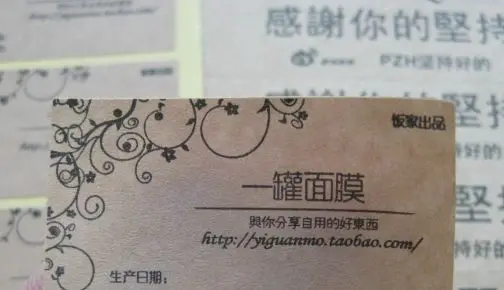 感謝你的堅持
PZH坚持好的
饭家出品
一罐面膜
與你分享自用的好東西
http://yiguanmo.taobao.com/
生产日期：